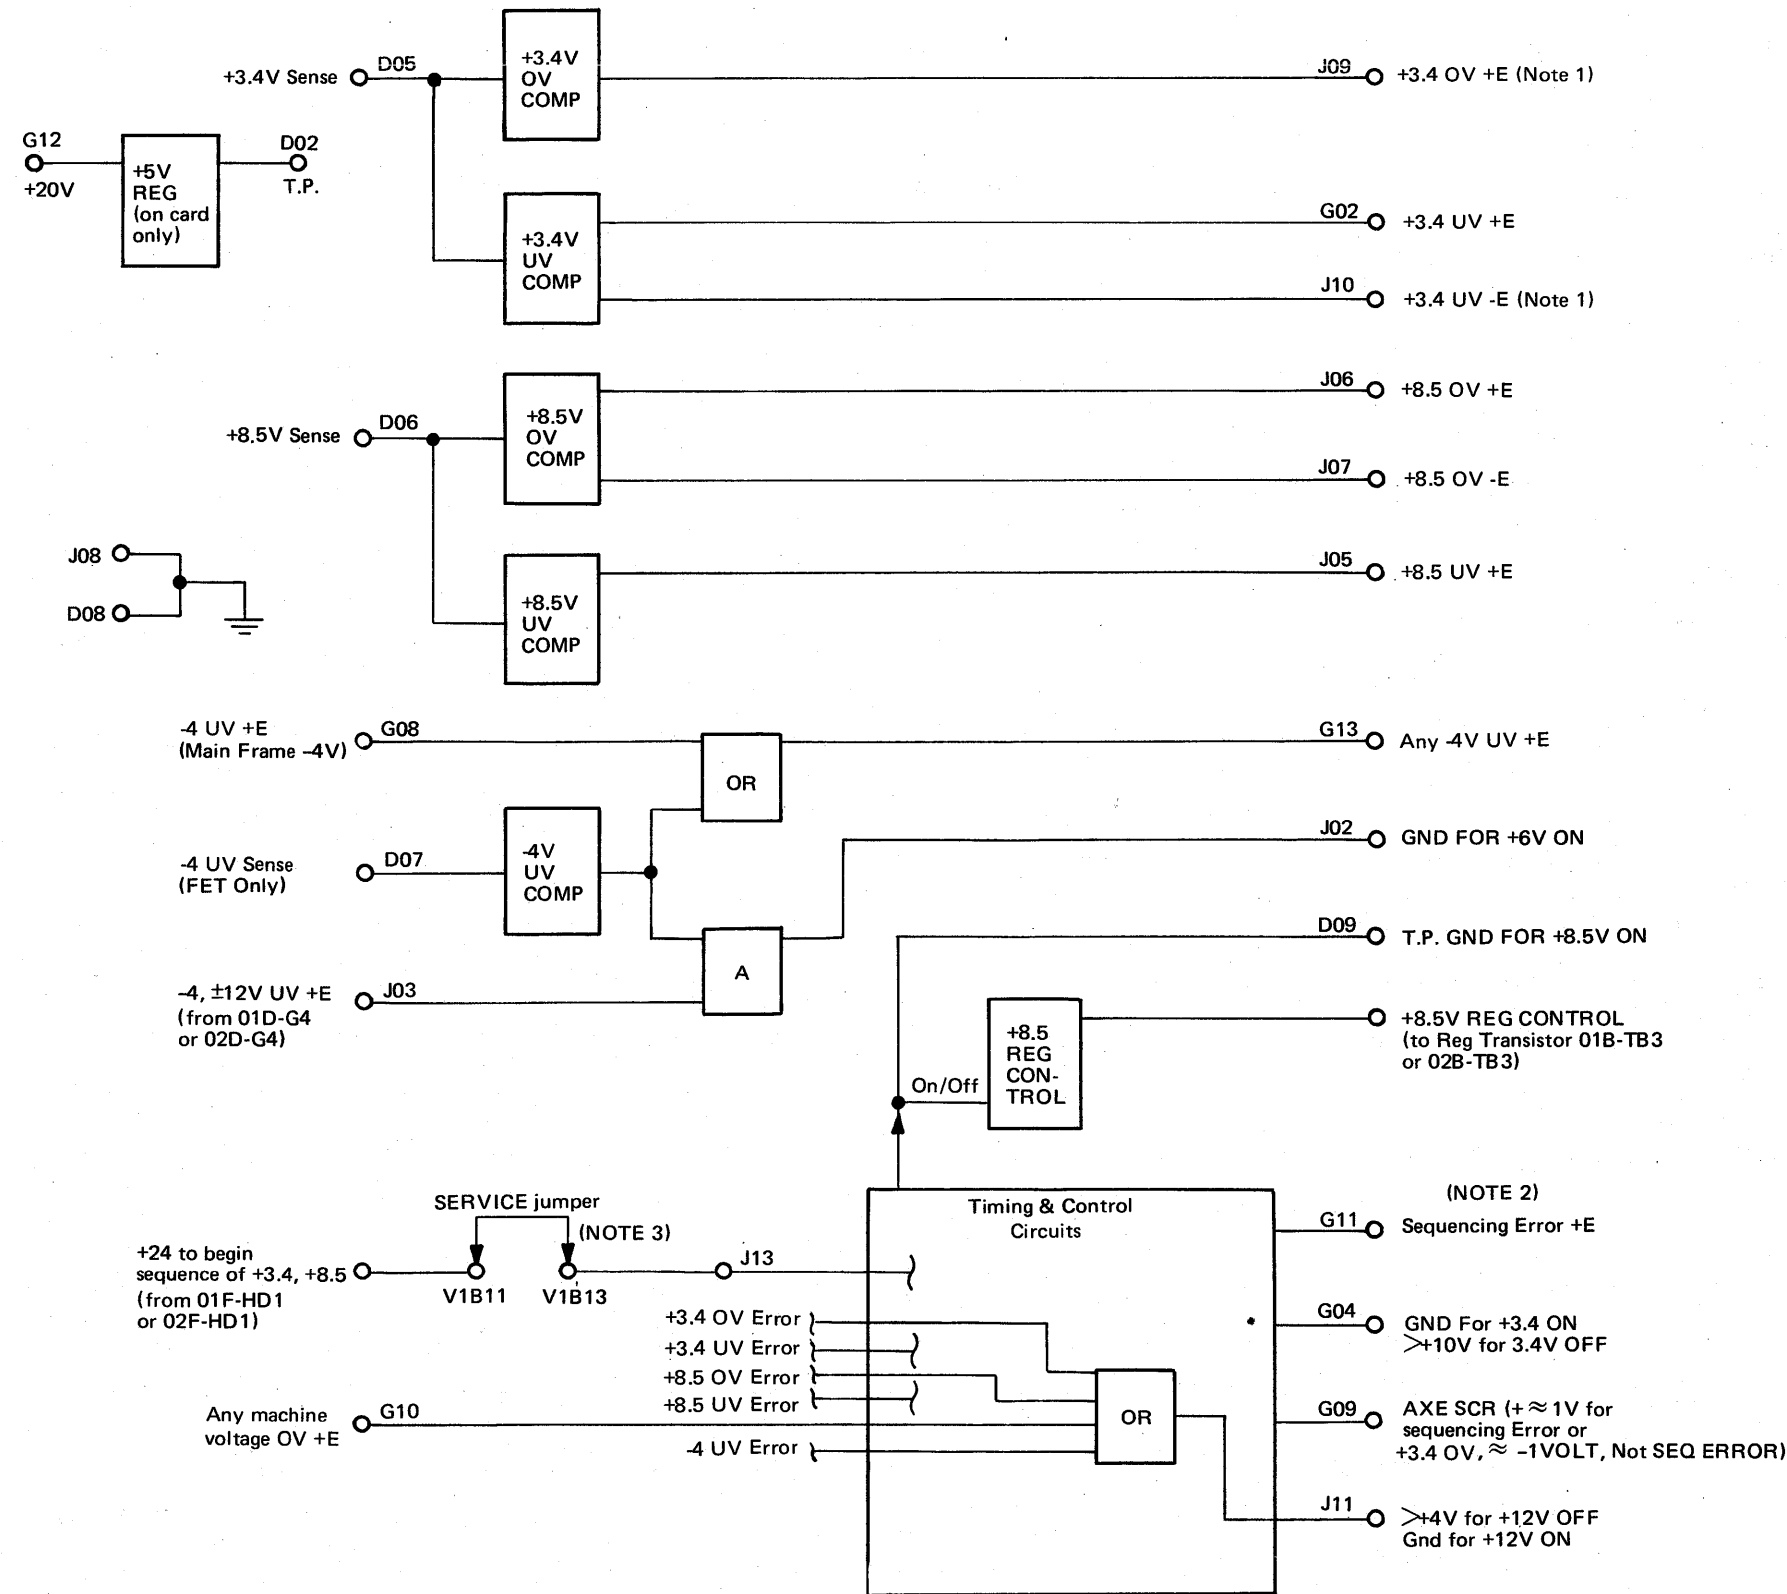 +3.4V Sense
D05
+3.4V
OV
COMP
J09
+3.4 OV +E (Note 1)
G12
+20V
+5V
REG
(on card
only)
D02
T.P.
+3.4V
UV
COMP
G02
+3.4 UV +E
J10
+3.4 UV -E (Note 1)
+8.5V Sense
D06
+8.5V
OV
COMP
J06
+8.5 OV +E
J07
+8.5 OV -E
J08
D08
+8.5V
UV
COMP
J05
+8.5 UV +E
-4 UV +E
(Main Frame -4V)
G08
OR
G13
Any -4V UV +E
-4 UV Sense
(FET Only)
D07
-4V
UV
COMP
J02
GND FOR +6V ON
-4, ±12V UV +E
(from 01D-G4
or 02D-G4)
J03
A
D09
T.P. GND FOR +8.5V ON
On/Off
+8.5
REG
CON-
TROL
+8.5V REG CONTROL
(to Reg Transistor 01B-TB3
or 02B-TB3)
SERVICE jumper
(NOTE 3)
+24 to begin
sequence of +3.4, +8.5
(from 01F-HD1
or 02F-HD1)
V1B11
V1B13
J13
Timing & Control
Circuits
(NOTE 2)
G11
Sequencing Error +E
+3.4 OV Error
+3.4 UV Error
+8.5 OV Error
+8.5 UV Error
G04
GND For +3.4 ON
>+10V for 3.4V OFF
Any machine
voltage OV +E
G10
-4 UV Error
OR
G09
AXE SCR (+ ≈ 1V for
sequencing Error or
+3.4 OV, ≈ -1VOLT, Not SEQ ERROR)
J11
>+4V for +12V OFF
Gnd for +12V ON